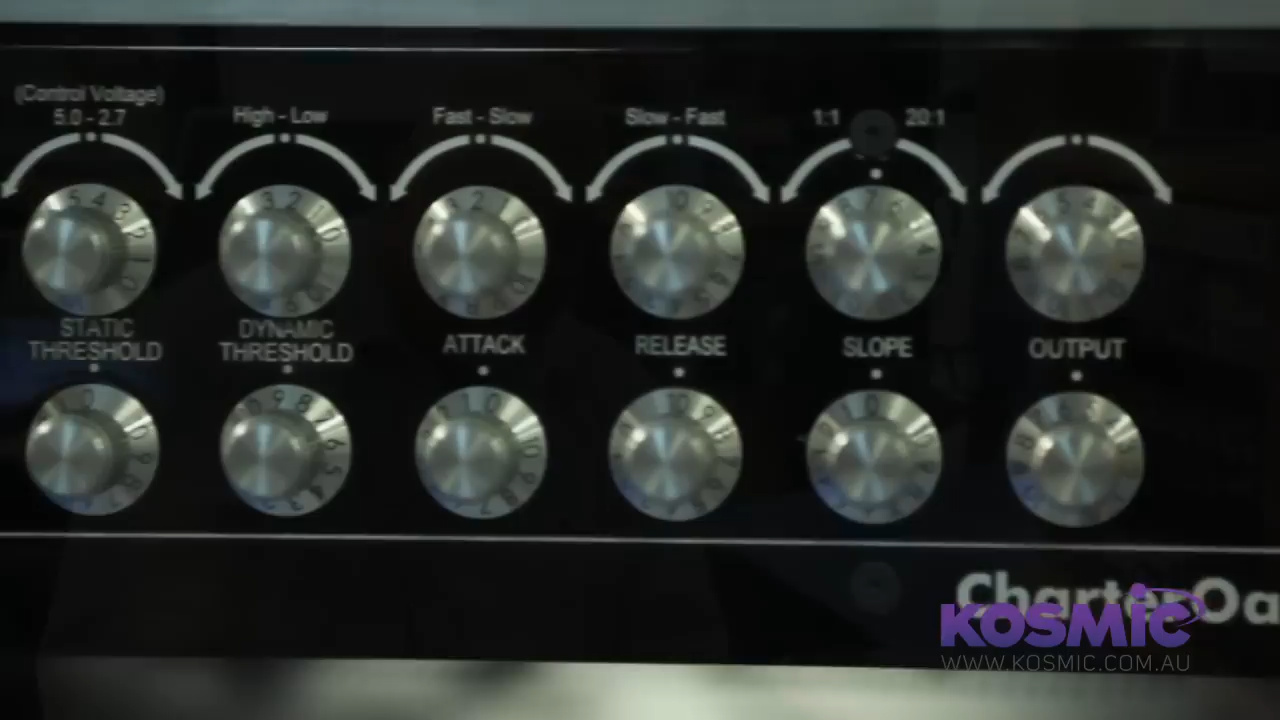 (Control Voltage)
5.0 - 2.7
High - Low
Fast - Slow
Slow - Fast
1:1
20:1
STATIC
THRESHOLD
DYNAMIC
THRESHOLD
ATTACK
RELEASE
SLOPE
OUTPUT
CharterOa
KOSMIC
WWW.KOSMIC.COM.AU